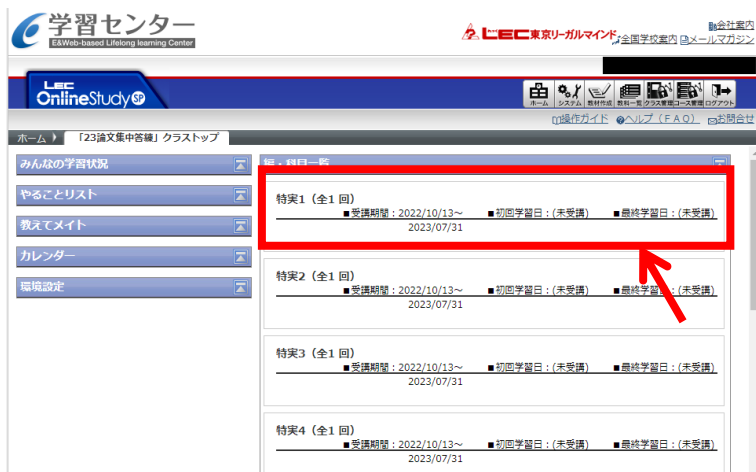 学習センター
E&Web-based Lifelong learning Center
LEC東京リーガルマインド
会社案内
全国学校案内 メールマガジン
LEC
OnlineStudy SP
ホーム システム 教材作成 教科一覧 クラス管理 コース管理 ログアウト
操作ガイド ヘルプ(FAQ) お問合せ
ホーム 「23論文集中答練」クラストップ
みんなの学習状況
やることリスト
教えてメイト
カレンダー
環境設定
編・科目一覧
特実1(全1 回)
■受講期間:2022/10/13~ ■初回学習日:(未受講) ■最終学習日:(未受講)
2023/07/31
特実2(全1 回)
■受講期間:2022/10/13~ ■初回学習日:(未受講) ■最終学習日:(未受講)
2023/07/31
特実3(全1 回)
■受講期間:2022/10/13~ ■初回学習日:(未受講) ■最終学習日:(未受講)
2023/07/31
特実4(全1 回)
■受講期間:2022/10/13~ ■初回学習日:(未受講) ■最終学習日:(未受講)
2023/07/31